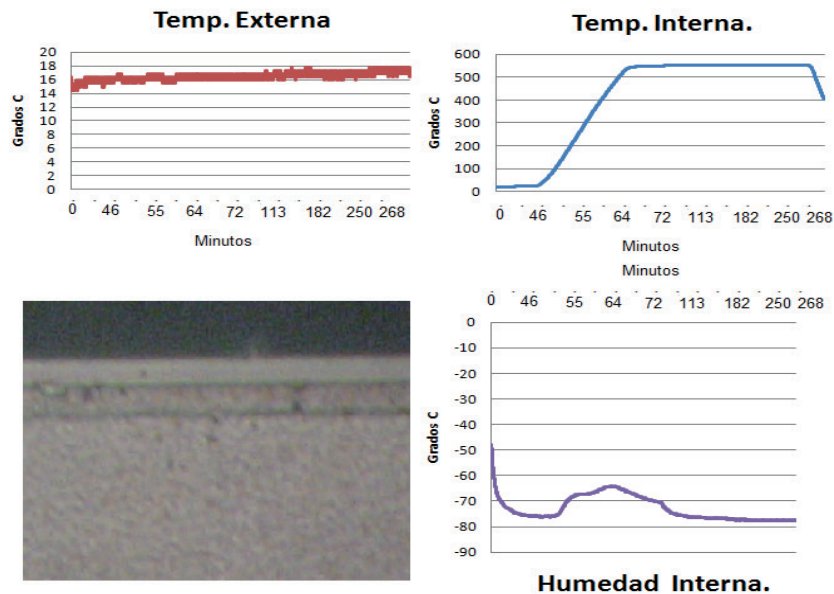 Temp. Externa
Grados C
20
18
16
14
12
10
8
6
4
2
0
0 46 55 64 72 113 182 250 268
Minutos
Temp. Interna.
Grados C
600
500
400
300
200
100
0
0 46 55 64 72 113 182 250 268
Minutos
Minutos
0 46 55 64 72 113 182 250 268
Grados C
0
-10
-20
-30
-40
-50
-60
-70
-80
-90
Humedad Interna.